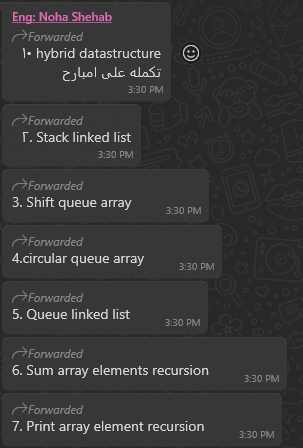 Eng: Noha Shehab
Forwarded
١٠ hybrid datastructure
تكمله على امبارح
3:30 PM
Forwarded
٢. Stack linked list
3:30 PM
Forwarded
3. Shift queue array
3:30 PM
Forwarded
4.circular queue array
3:30 PM
Forwarded
5. Queue linked list
3:30 PM
Forwarded
6. Sum array elements recursion
3:30 PM
Forwarded
7. Print array element recursion
3:30 PM